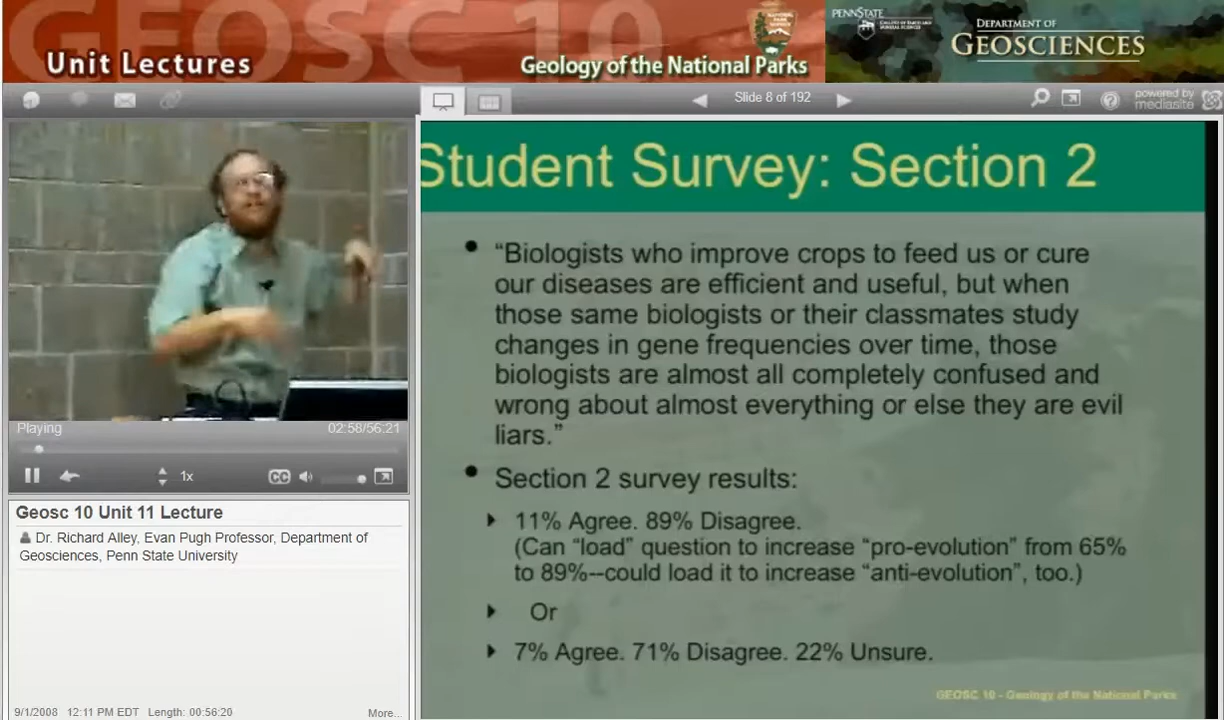 GEOSC 10
Unit Lectures
Geology of the National Parks
NATIONAL PARK SERVICE
PENNSTATE
DEPARTMENT OF
GEOSCIENCES
Slide 8 of 192
powered by
mediasite
Student Survey: Section 2
• “Biologists who improve crops to feed us or cure
our diseases are efficient and useful, but when
those same biologists or their classmates study
changes in gene frequencies over time, those
biologists are almost all completely confused and
wrong about almost everything or else they are evil
liars.”
• Section 2 survey results:
11% Agree. 89% Disagree.
(Can “load” question to increase “pro-evolution” from 65%
to 89%--could load it to increase “anti-evolution”, too.)
Or
7% Agree. 71% Disagree. 22% Unsure.
GEOSC 10 - Geology of the National Parks
Playing
02:58/56:21
1x
CC
Geosc 10 Unit 11 Lecture
Dr. Richard Alley, Evan Pugh Professor, Department of
Geosciences, Penn State University
9/1/2008 12:11 PM EDT Length: 00:56:20
More...